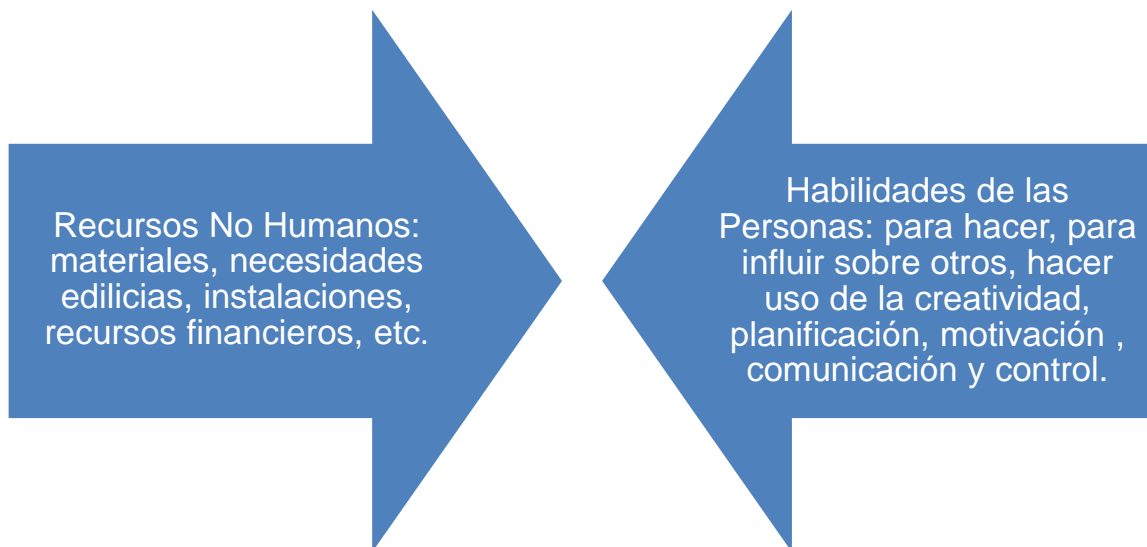 Recursos No Humanos:
materiales, necesidades
edilicias, instalaciones,
recursos financieros, etc.
Habilidades de las
Personas: para hacer, para
influir sobre otros, hacer
uso de la creatividad,
planificación, motivación ,
comunicación y control.